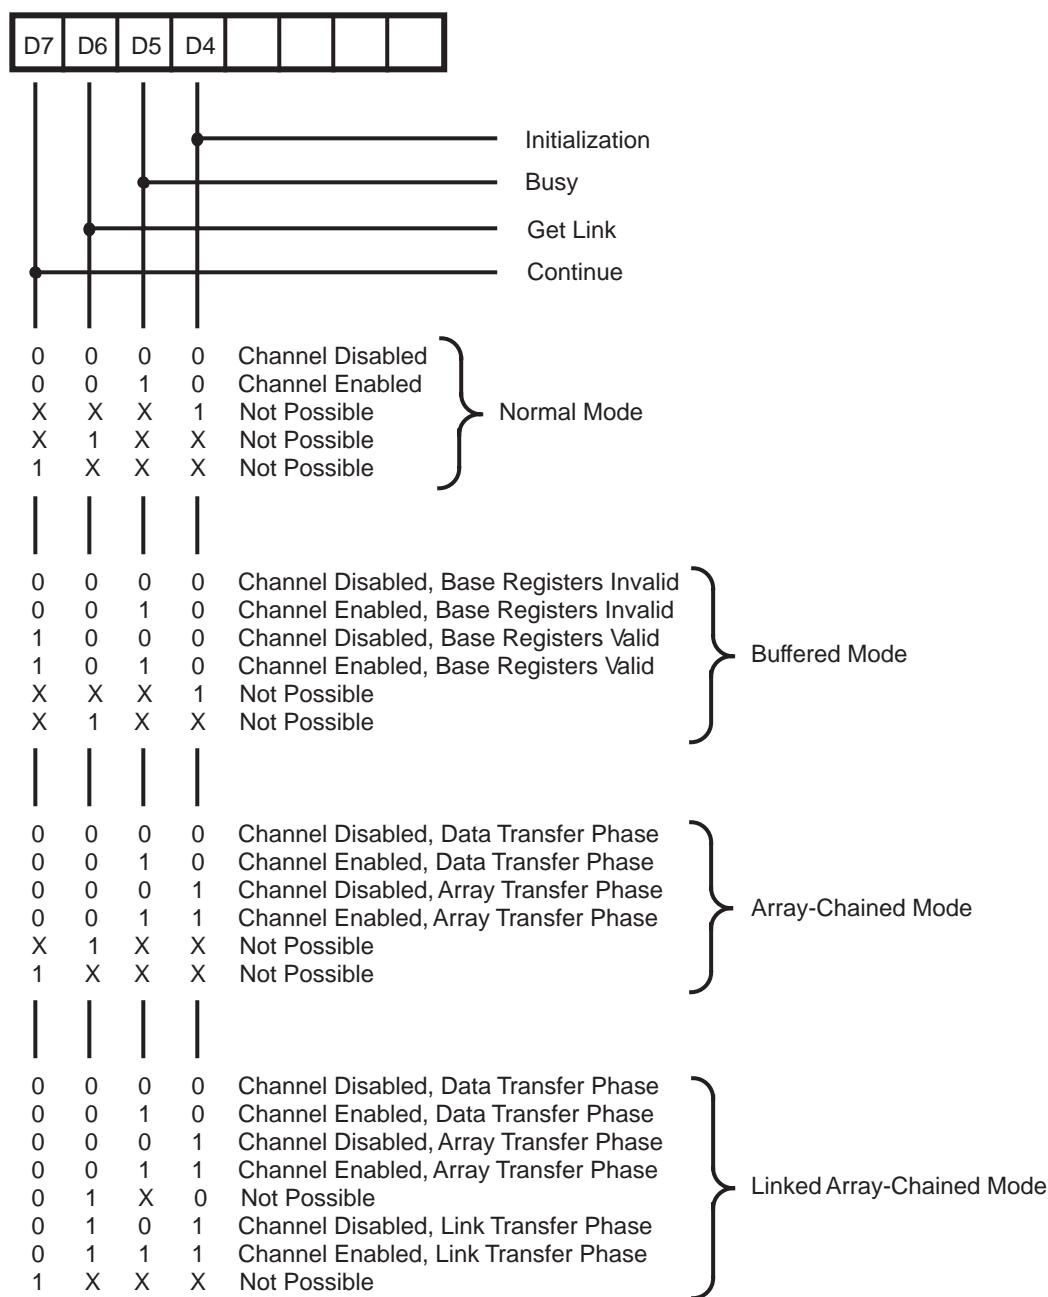 D7 D6 D5 D4
Initialization
Busy
Get Link
Continue
0 0 0 0 Channel Disabled
0 0 1 0 Channel Enabled
X X X 1 Not Possible
X 1 X X Not Possible
1 X X X Not Possible
Normal Mode
0 0 0 0 Channel Disabled, Base Registers Invalid
0 0 1 0 Channel Enabled, Base Registers Invalid
1 0 0 0 Channel Disabled, Base Registers Valid
1 0 1 0 Channel Enabled, Base Registers Valid
X X X 1 Not Possible
X 1 X X Not Possible
Buffered Mode
0 0 0 0 Channel Disabled, Data Transfer Phase
0 0 1 0 Channel Enabled, Data Transfer Phase
0 0 0 1 Channel Disabled, Array Transfer Phase
0 0 1 1 Channel Enabled, Array Transfer Phase
X 1 X X Not Possible
1 X X X Not Possible
Array-Chained Mode
0 0 0 0 Channel Disabled, Data Transfer Phase
0 0 1 0 Channel Enabled, Data Transfer Phase
0 0 0 1 Channel Disabled, Array Transfer Phase
0 0 1 1 Channel Enabled, Array Transfer Phase
0 1 X 0 Not Possible
0 1 0 1 Channel Disabled, Link Transfer Phase
0 1 1 1 Channel Enabled, Link Transfer Phase
1 X X X Not Possible
Linked Array-Chained Mode